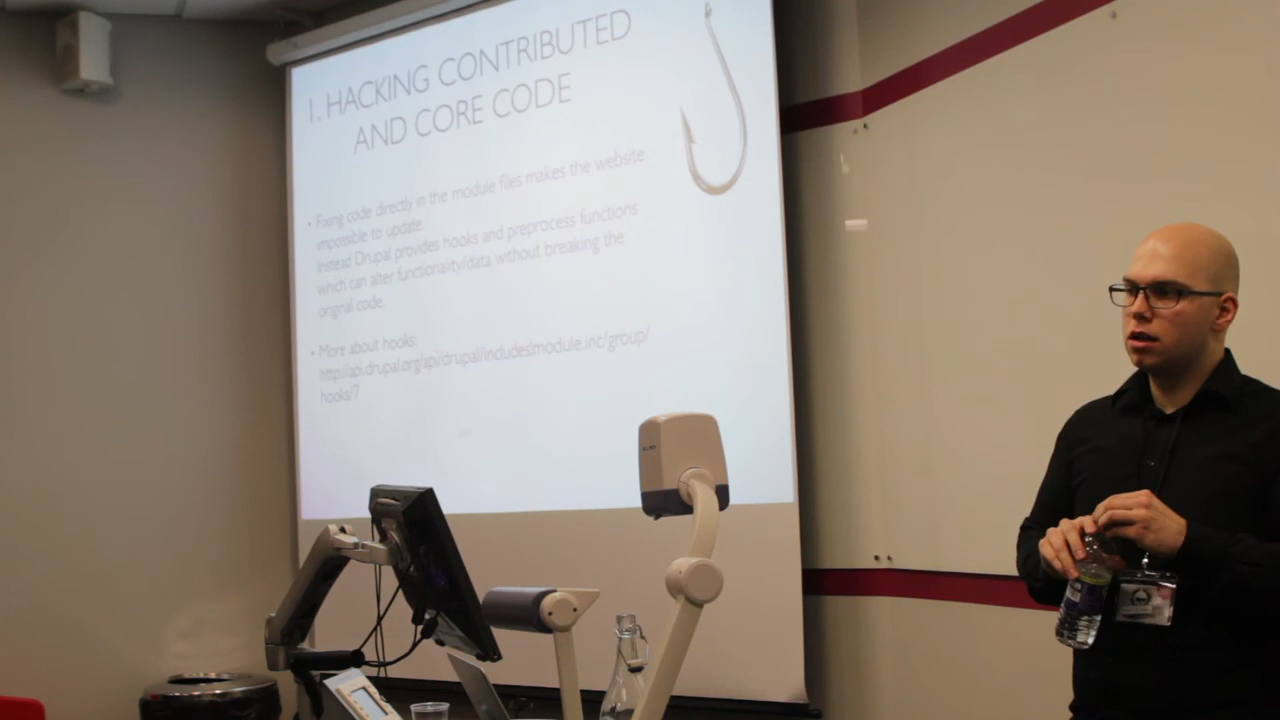 1. HACKING CONTRIBUTED
AND CORE CODE
• Fixing code directly in the module files makes the website
impossible to update.
Instead Drupal provides hooks and preprocess functions
which can alter functionality/data without breaking the
original code.
• More about hooks:
http://api.drupal.org/api/drupal/includes!module.inc/group/
hooks/7